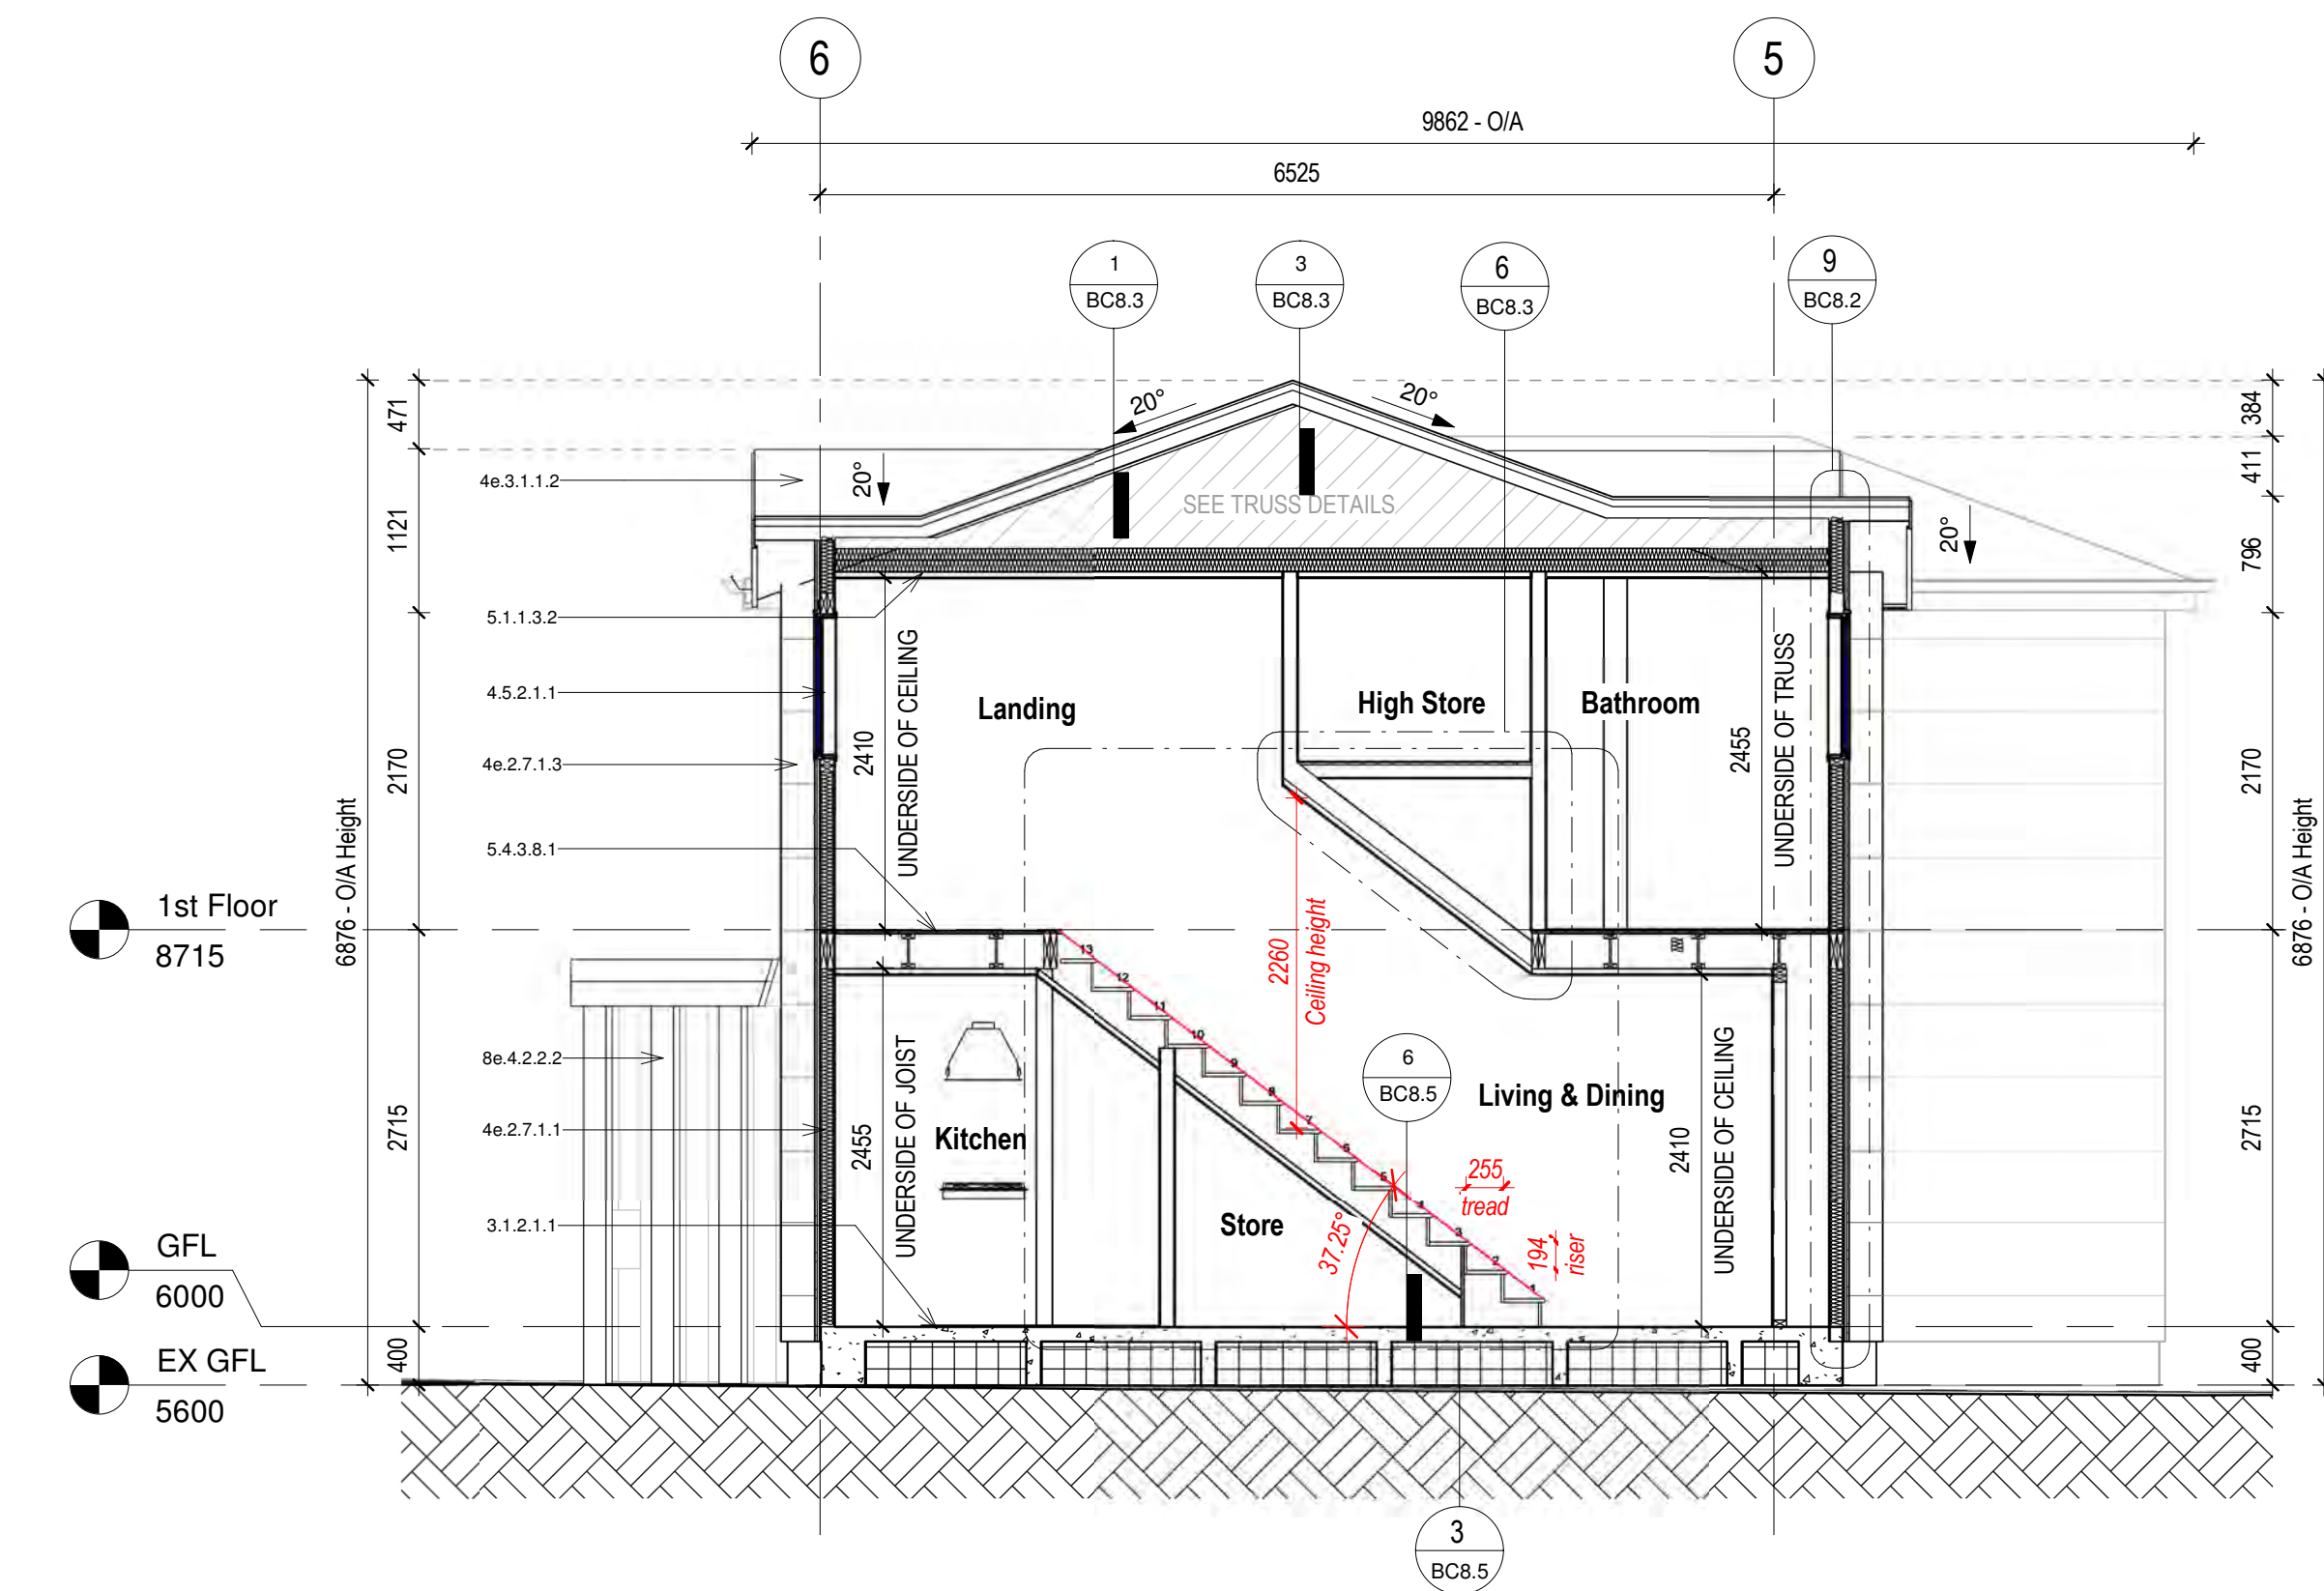 6
5
9862 - O/A
6525
1
BC8.3
3
BC8.3
6
BC8.3
9
BC8.2
471
1121
2170
2715
400
6876 - O/A Height
384
411
796
2170
2715
400
6876 - O/A Height
20°
20°
20°
20°
SEE TRUSS DETAILS
4e.3.1.1.2
5.1.1.3.2
4.5.2.1.1
4e.2.7.1.3
5.4.3.8.1
8e.4.2.2.2
4e.2.7.1.1
3.1.2.1.1
2410
UNDERSIDE OF CEILING
Landing
High Store
Bathroom
2455
UNDERSIDE OF TRUSS
1st Floor
8715
GFL
6000
EX GFL
5600
2260
Ceiling height
13
12
11
10
9
8
7
6
5
4
3
2
1
2455
UNDERSIDE OF JOIST
Kitchen
Store
Living & Dining
6
BC8.5
255
tread
194
riser
37.25°
2410
UNDERSIDE OF CEILING
3
BC8.5